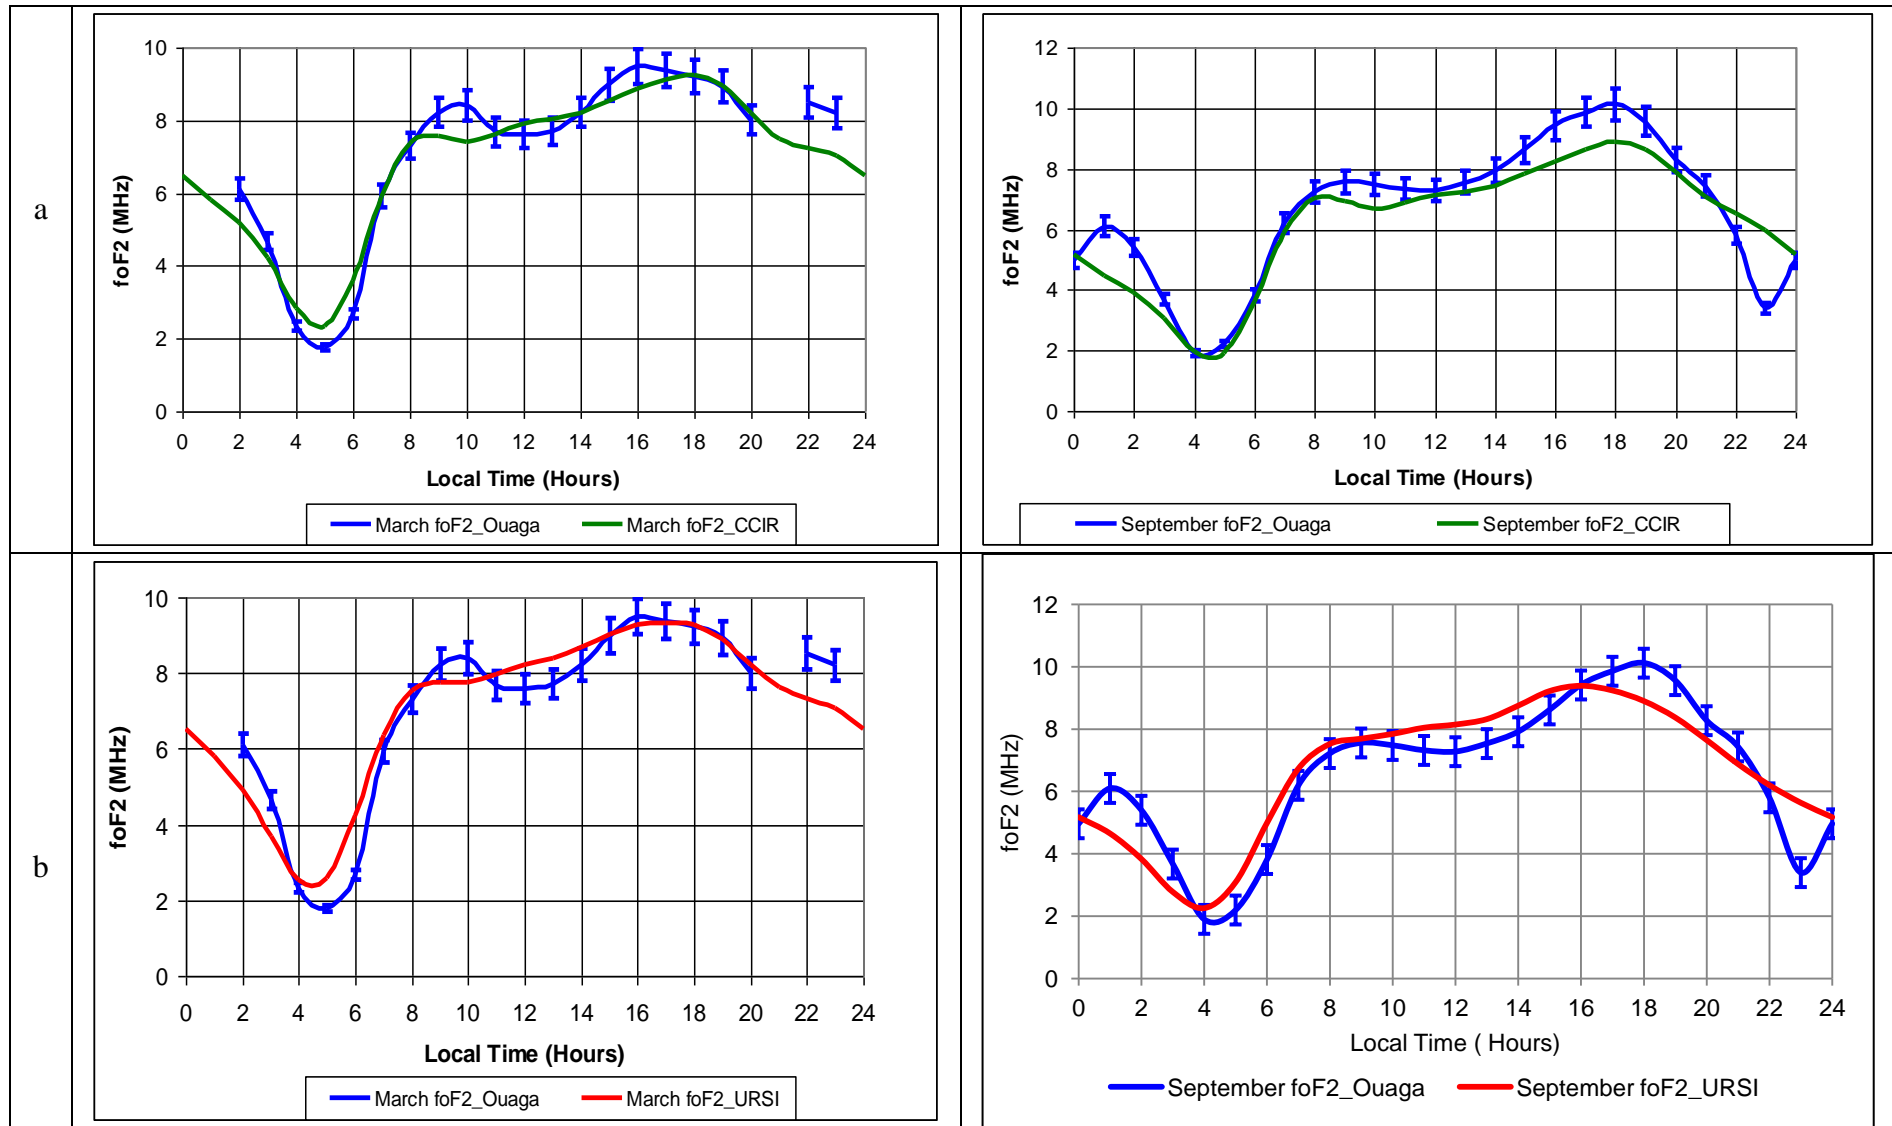 a
10
8
6
4
2
0
foF2 (MHz)
0 2 4 6 8 10 12 14 16 18 20 22 24
Local Time (Hours)
March foF2_Ouaga March foF2_CCIR
12
10
8
6
4
2
0
foF2 (MHz)
0 2 4 6 8 10 12 14 16 18 20 22 24
Local Time (Hours)
September foF2_Ouaga September foF2_CCIR
b
10
8
6
4
2
0
foF2 (MHz)
0 2 4 6 8 10 12 14 16 18 20 22 24
Local Time (Hours)
March foF2_Ouaga March foF2_URSI
12
10
8
6
4
2
0
foF2 (MHz)
0 2 4 6 8 10 12 14 16 18 20 22 24
Local Time ( Hours)
September foF2_Ouaga September foF2_URSI